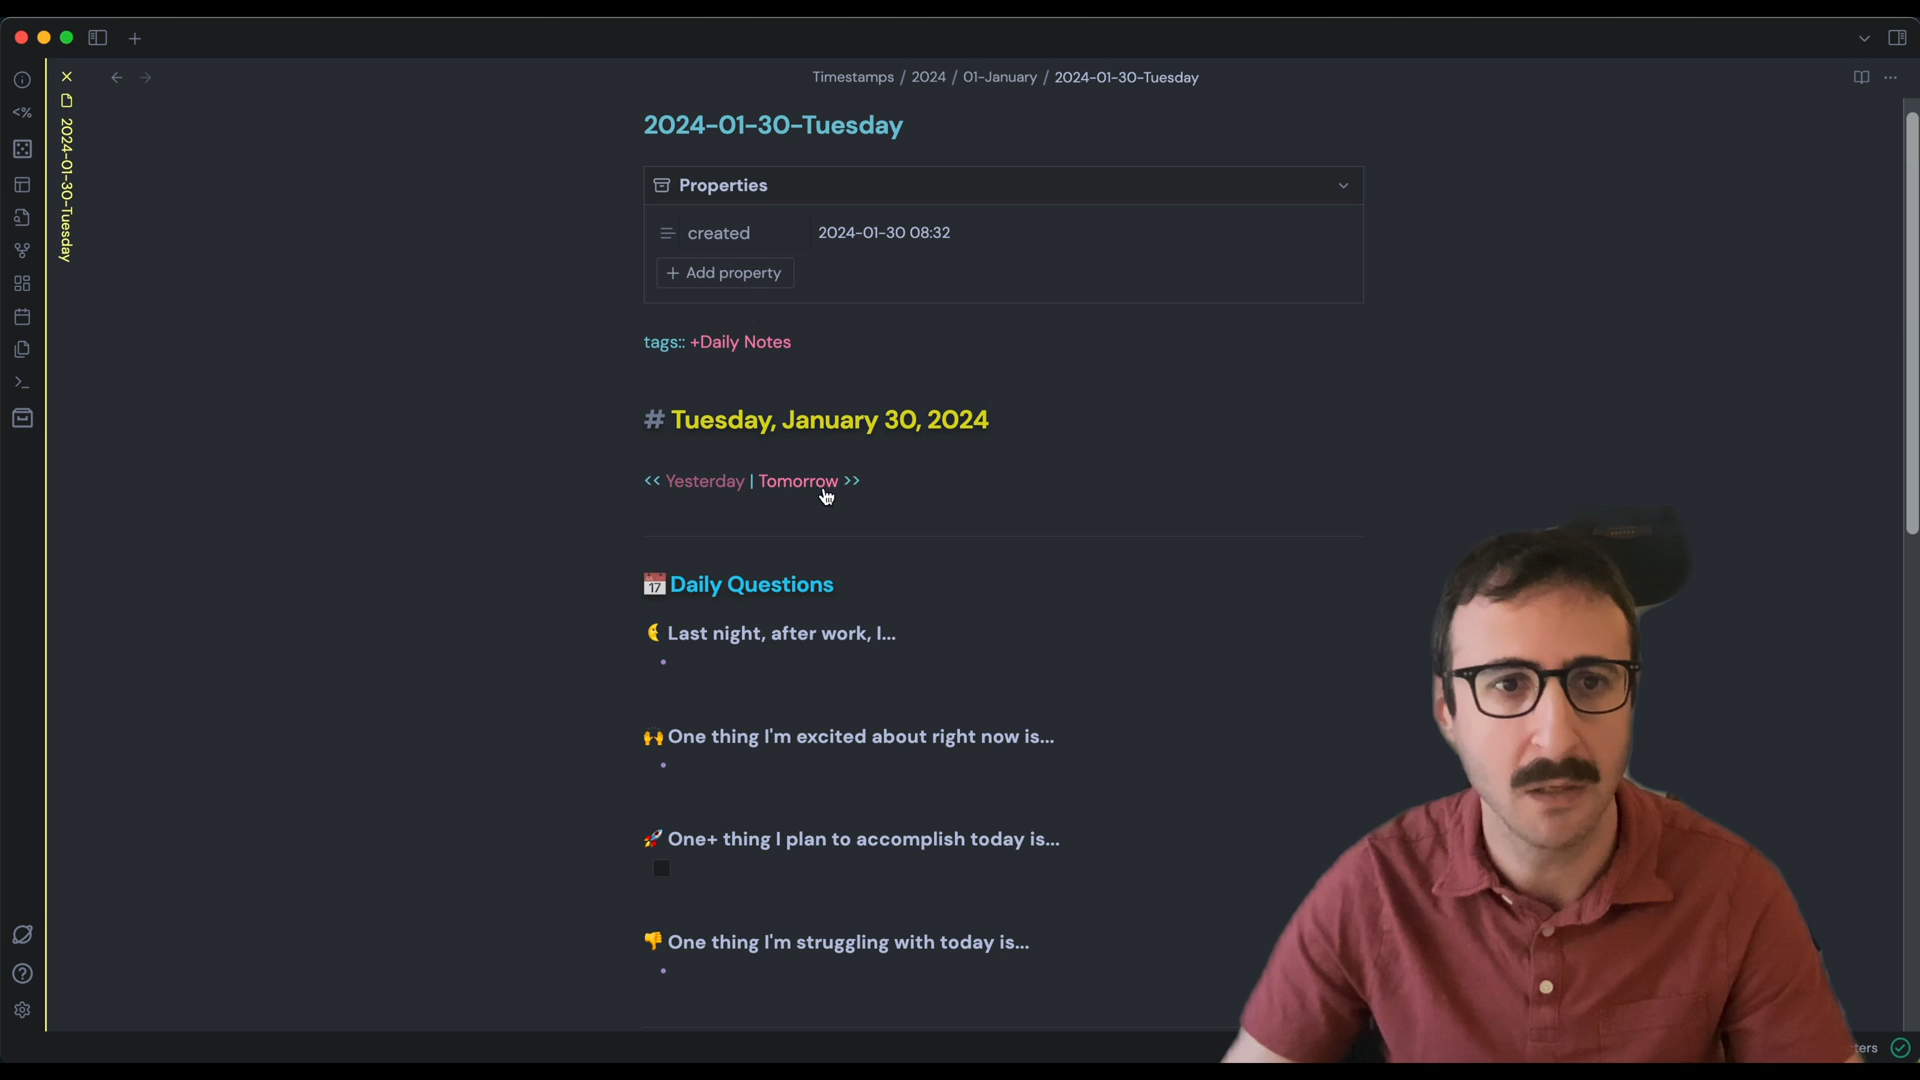 Timestamps / 2024 / 01-January / 2024-01-30-Tuesday
<%
2024-01-30-Tuesday
2024-01-30-Tuesday
Properties
created 2024-01-30 08:32
+ Add property
tags:: +Daily Notes
# Tuesday, January 30, 2024
<< Yesterday | Tomorrow >>
17 Daily Questions
Last night, after work, I...
One thing I'm excited about right now is...
One+ thing I plan to accomplish today is...
One thing I'm struggling with today is...